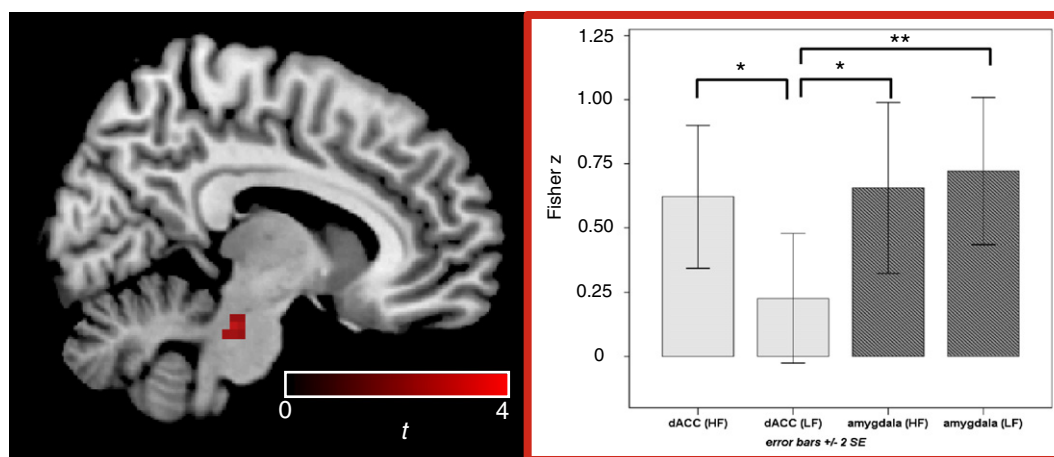 0
4
t
1.25
1.00
0.75
0.50
0.25
0
Fisher z
*
*
**
dACC (HF)
dACC (LF)
amygdala (HF)
amygdala (LF)
error bars +/- 2 SE